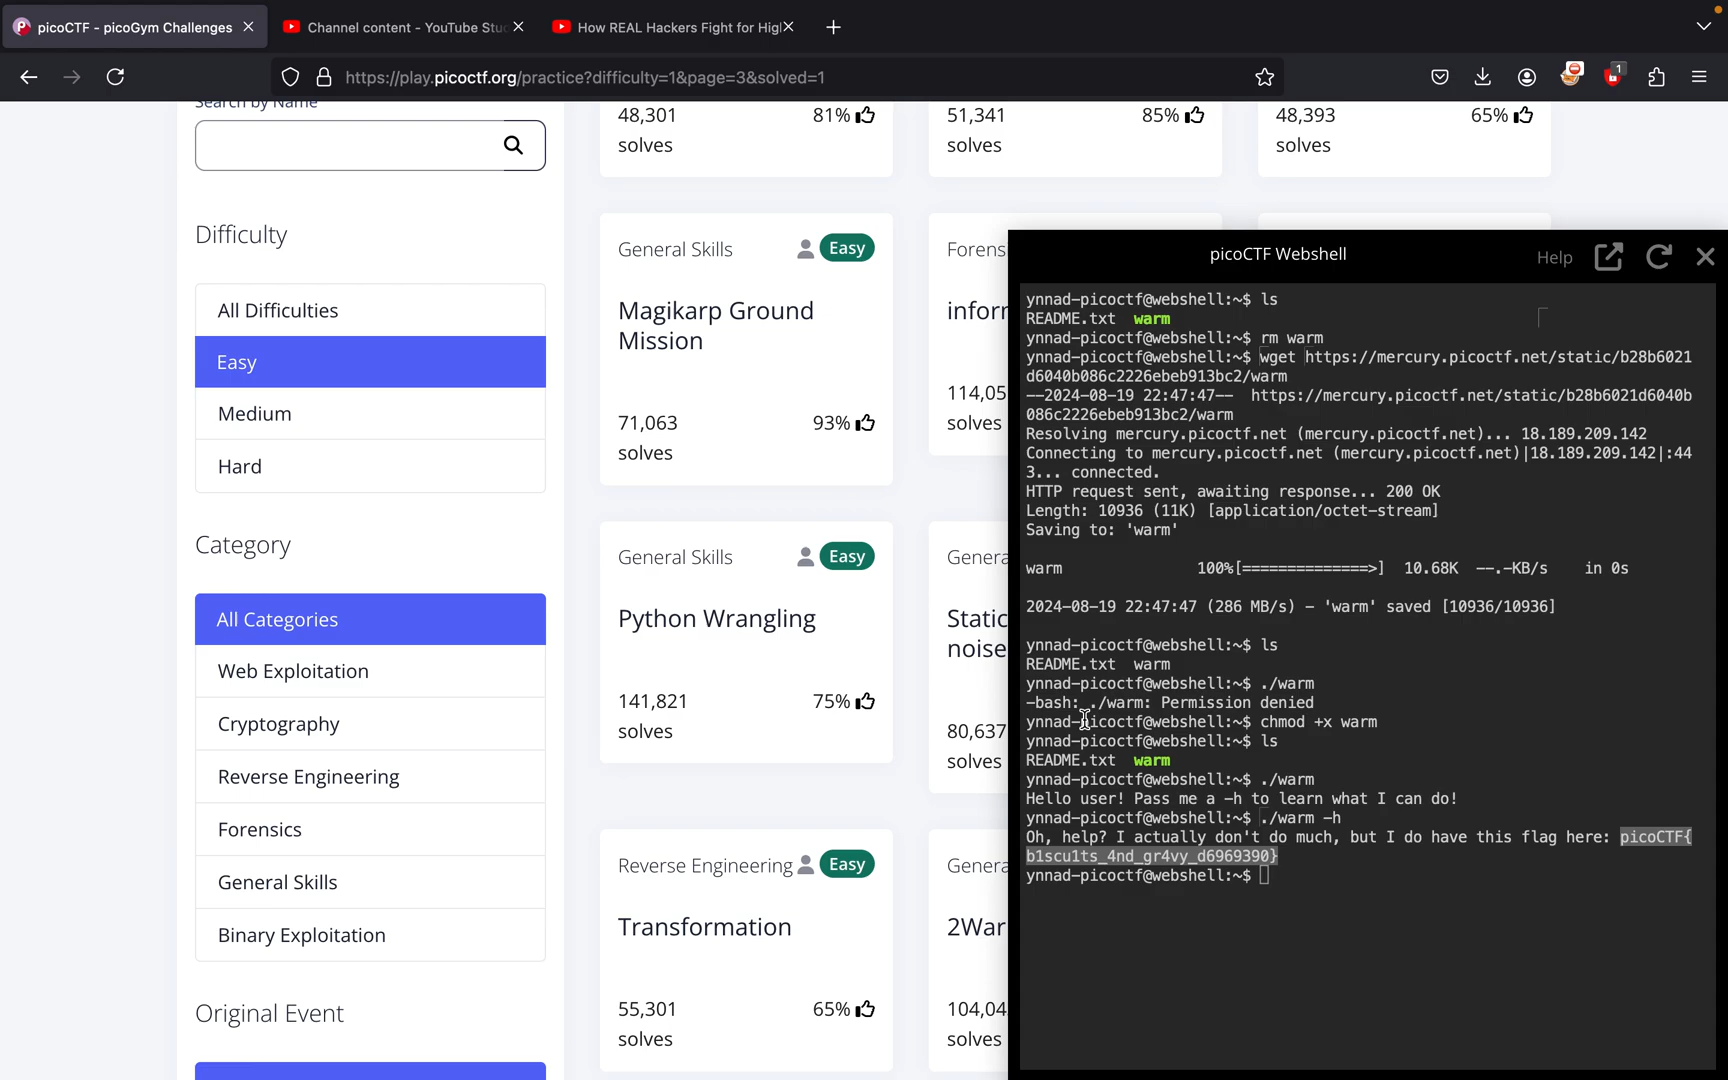 picoCTF - picoGym Challenges
Channel content - YouTube Stu
How REAL Hackers Fight for Hig
https://play.picoctf.org/practice?difficulty=1&page=3&solved=1
1
Search by Name
Difficulty
All Difficulties
Easy
Medium
Hard
Category
All Categories
Web Exploitation
Cryptography
Reverse Engineering
Forensics
General Skills
Binary Exploitation
Original Event
48,301
solves
81%
51,341
solves
85%
48,393
solves
65%
General Skills
Easy
Magikarp Ground
Mission
71,063
solves
93%
Forens
inforr
114,05
solves
General Skills
Easy
Python Wrangling
141,821
solves
75%
Genera
Static
noise
80,637
solves
Reverse Engineering
Easy
Transformation
55,301
solves
65%
Genera
2War
104,04
solves
picoCTF Webshell
Help
ynnad-picoctf@webshell:~$ ls
README.txt  warm
ynnad-picoctf@webshell:~$ rm warm
ynnad-picoctf@webshell:~$ wget https://mercury.picoctf.net/static/b28b6021
d6040b086c2226ebeb913bc2/warm
--2024-08-19 22:47:47--  https://mercury.picoctf.net/static/b28b6021d6040b
086c2226ebeb913bc2/warm
Resolving mercury.picoctf.net (mercury.picoctf.net)... 18.189.209.142
Connecting to mercury.picoctf.net (mercury.picoctf.net)|18.189.209.142|:44
3... connected.
HTTP request sent, awaiting response... 200 OK
Length: 10936 (11K) [application/octet-stream]
Saving to: 'warm'
warm                100%[==============>]  10.68K  --.-KB/s    in 0s
2024-08-19 22:47:47 (286 MB/s) - 'warm' saved [10936/10936]
ynnad-picoctf@webshell:~$ ls
README.txt  warm
ynnad-picoctf@webshell:~$ ./warm
-bash: ./warm: Permission denied
ynnad-picoctf@webshell:~$ chmod +x warm
ynnad-picoctf@webshell:~$ ls
README.txt  warm
ynnad-picoctf@webshell:~$ ./warm
Hello user! Pass me a -h to learn what I can do!
ynnad-picoctf@webshell:~$ ./warm -h
Oh, help? I actually don't do much, but I do have this flag here: picoCTF{
b1scu1ts_4nd_gr4vy_d6969390}
ynnad-picoctf@webshell:~$